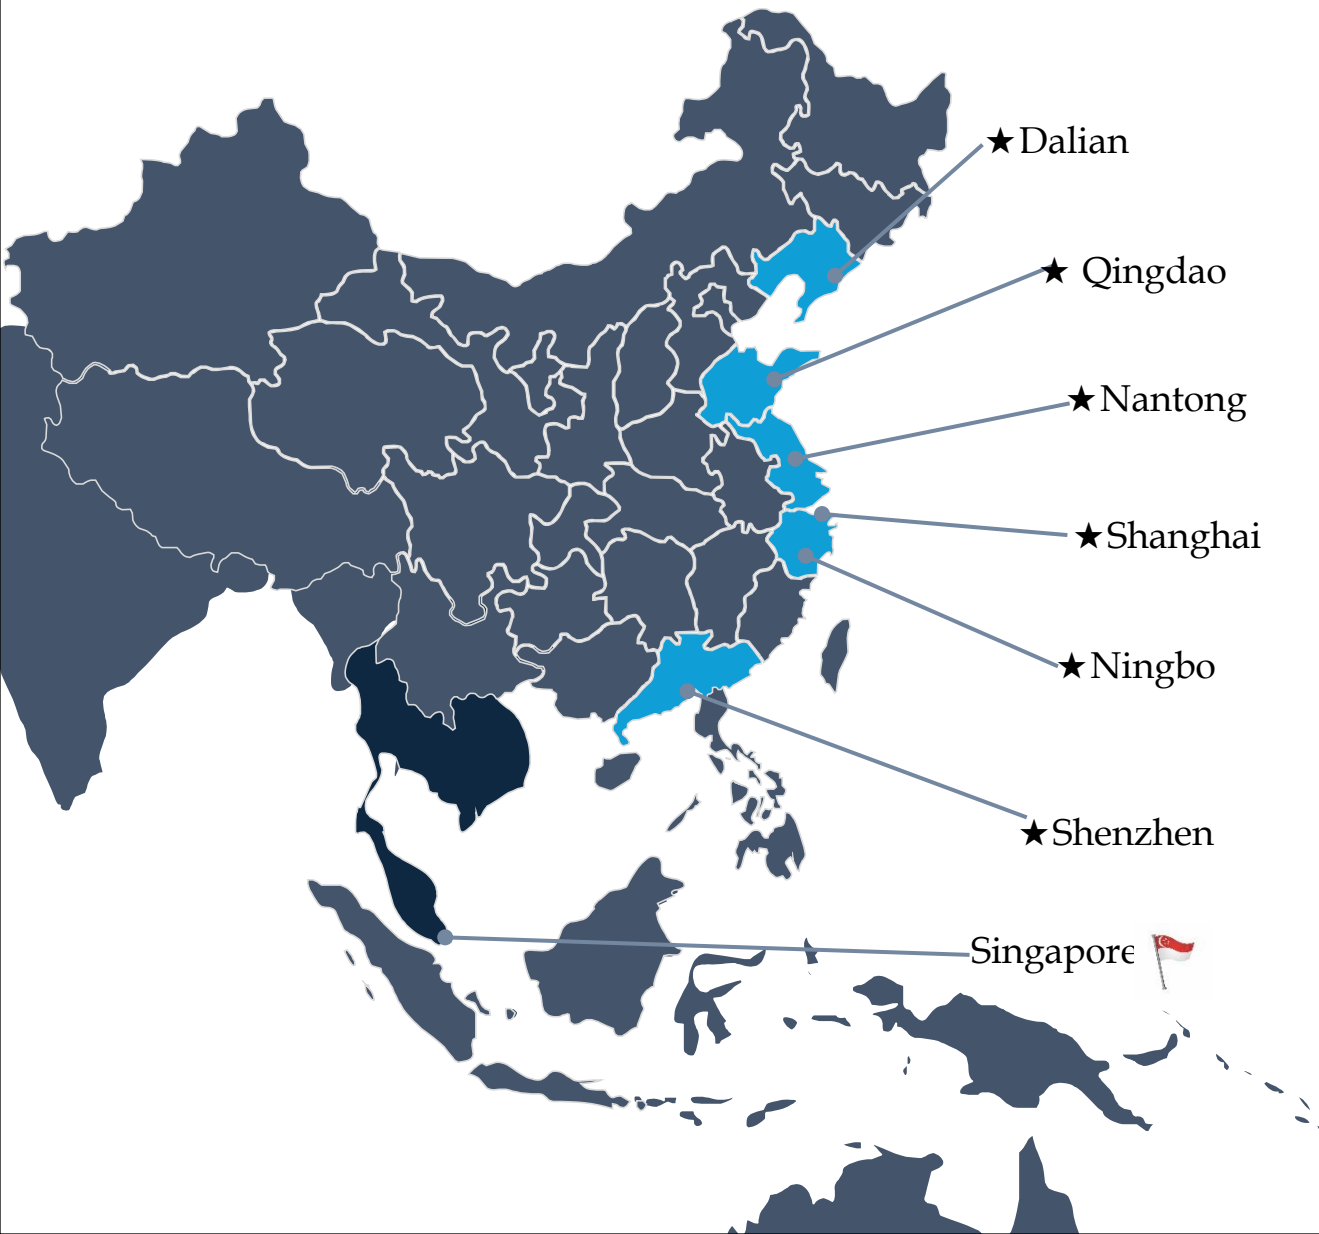 ★Dalian
★ Qingdao
★Nantong
★Shanghai
★Ningbo
★Shenzhen
Singapore